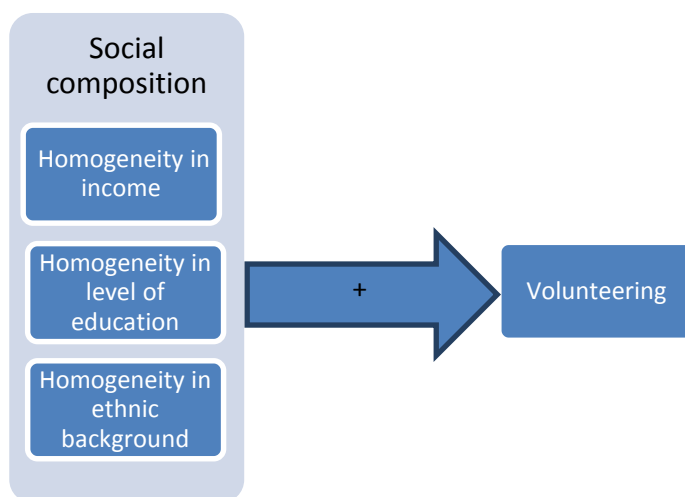 Social
composition
Homogeneity in
income
Homogeneity in
level of
education
Homogeneity in
ethnic
background
+
Volunteering